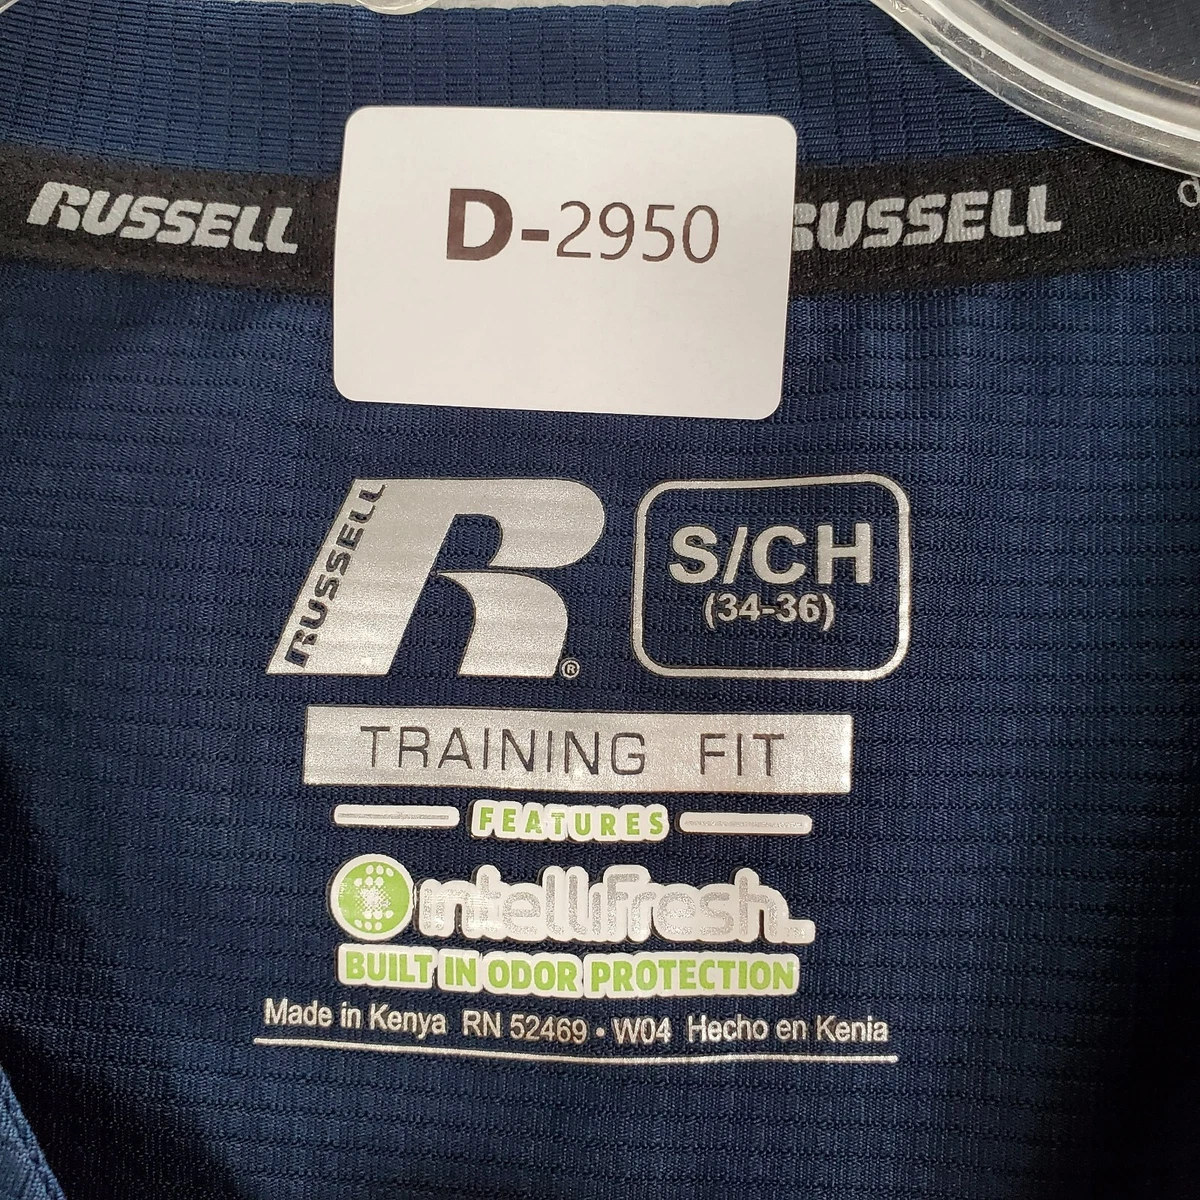 RUSSELL
D-2950
RUSSELL
RUSSELL
R®
S/CH
(34-36)
TRAINING FIT
FEATURES
intelliFresh
BUILT IN ODOR PROTECTION
Made in Kenya RN 52469 • W04 Hecho en Kenia